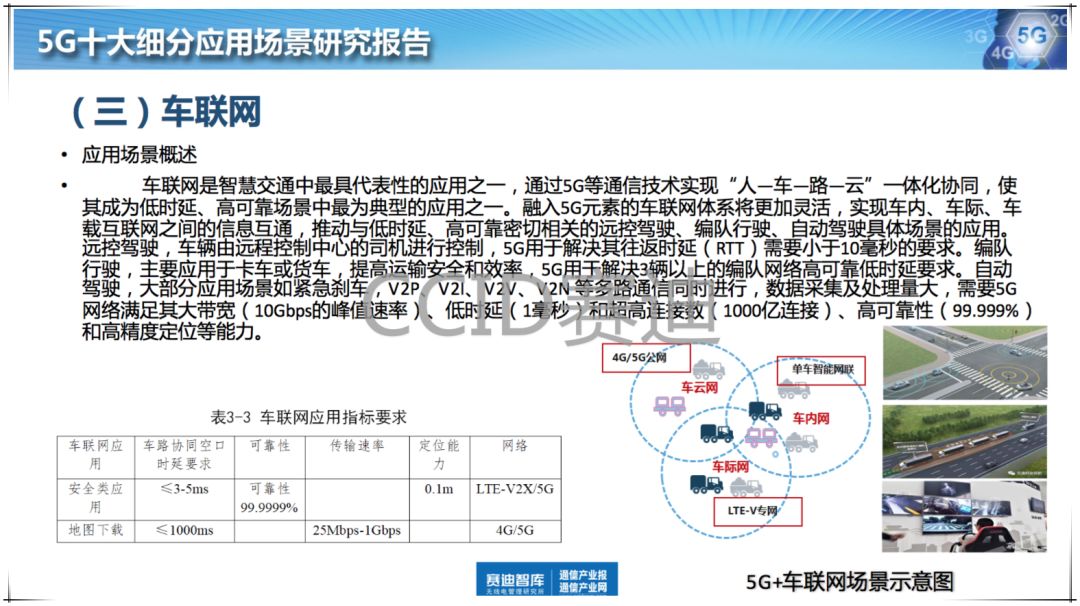 5G十大细分应用场景研究报告
3G
4G
5G
2G
（三）车联网
• 应用场景概述
• 车联网是智慧交通中最具代表性的应用之一，通过5G等通信技术实现“人—车—路—云”一体化协同，使
其成为低时延、高可靠场景中最为典型的应用之一。融入5G元素的车联网体系将更加灵活，实现车内、车际、车
载互联网之间的信息互通，推动与低时延、高可靠密切相关的远控驾驶、编队行驶、自动驾驶具体场景的应用。
远控驾驶，车辆由远程控制中心的司机进行控制，5G用于解决其往返时延（RTT）需要小于10毫秒的要求。编队
行驶，主要应用于卡车或货车，提高运输安全和效率，5G用于解决3辆以上的编队网络高可靠低时延要求。自动
驾驶，大部分应用场景如紧急刹车，V2P、V2I、V2V、V2N 等多路通信同时进行，数据采集及处理量大，需要5G
网络满足其大带宽（10Gbps的峰值速率）、低时延（1毫秒）和超高连接数（1000亿连接）、高可靠性（99.999%）
和高精度定位等能力。
CCID赛迪
表3-3 车联网应用指标要求
车联网应用 车路协同空口时延要求 可靠性 传输速率 定位能力 网络
安全类应用 ≤3-5ms 可靠性99.9999% 0.1m LTE-V2X/5G
地图下载 ≤1000ms 25Mbps-1Gbps 4G/5G
4G/5G公网
车云网
单车智能网联
车内网
车际网
LTE-V专网
5G+车联网场景示意图
赛迪智库
无线电管理研究所
通信产业报
通信产业网